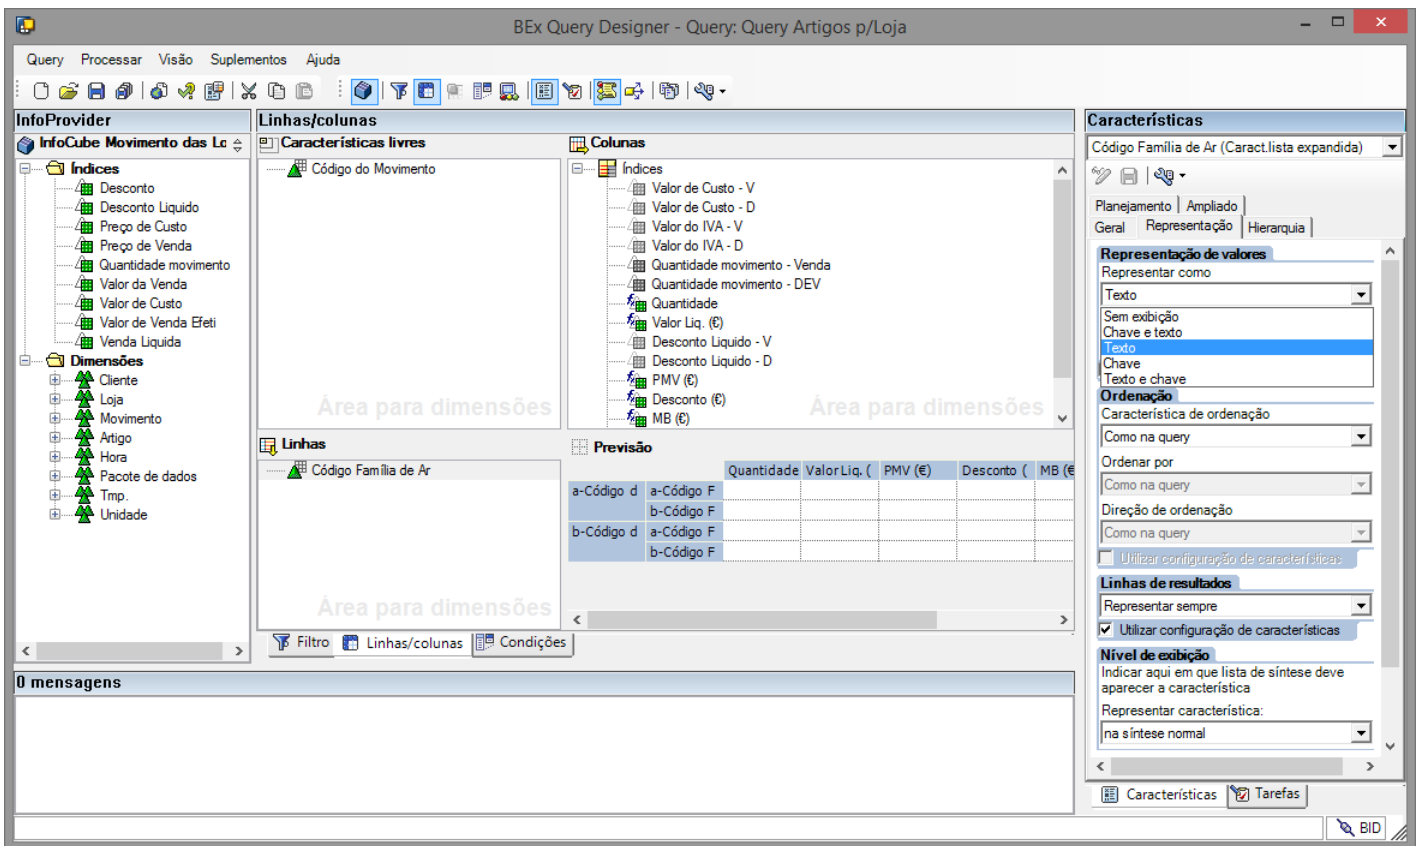 BEx Query Designer - Query: Query Artigos p/Loja
Query Processar Visão Suplementos Ajuda
InfoProvider
InfoCube Movimento das Lo
Índices
Desconto
Desconto Liquido
Preço de Custo
Preço de Venda
Quantidade movimento
Valor da Venda
Valor de Custo
Valor de Venda Efeti
Venda Liquida
Dimensões
Cliente
Loja
Movimento
Artigo
Hora
Pacote de dados
Tmp.
Unidade
Linhas/colunas
Características livres
Código do Movimento
Área para dimensões
Colunas
Índices
Valor de Custo - V
Valor de Custo - D
Valor do IVA - V
Valor do IVA - D
Quantidade movimento - Venda
Quantidade movimento - DEV
Quantidade
Valor Liq. (€)
Desconto Liquido - V
Desconto Liquido - D
PMV (€)
Desconto (€)
MB (€)
Área para dimensões
Linhas
Código Família de Ar
Área para dimensões
Previsão
Quantidade Valor Liq. ( PMV (€) Desconto ( MB (€
a-Código d a-Código F
b-Código F
b-Código d a-Código F
b-Código F
Filtro Linhas/colunas Condições
0 mensagens
Características
Código Família de Ar (Caract.lista expandida)
Planejamento Ampliado
Geral Representação Hierarquia
Representação de valores
Representar como
Texto
Sem exibição
Chave e texto
Texto
Chave
Texto e chave
Ordenação
Característica de ordenação
Como na query
Ordenar por
Como na query
Direção de ordenação
Como na query
Utilizar configuração de características
Linhas de resultados
Representar sempre
Utilizar configuração de características
Nível de exibição
Indicar aqui em que lista de síntese deve
aparecer a característica
Representar característica:
na síntese normal
Características Tarefas
BID